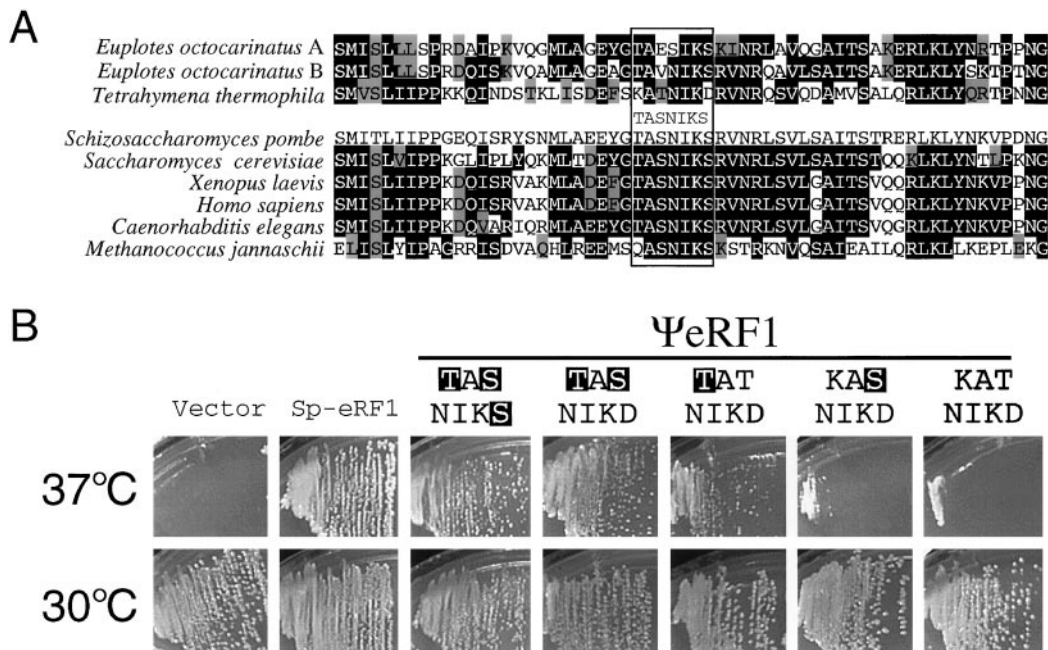 A
Euplotes octocarinatus A SMISLLLSPRDAIPKVQGMLAGEYGTAESIKSKINRLAVQGAITSAKERLKLYNRTPPNG
Euplotes octocarinatus B SMISLLLSPRDQISKVQAMLAGEAGTAVNIKSRVNRQAVLSAITSAKERLKLYSKTPTNG
Tetrahymena thermophila SMVSLIIPPKKQINDSTKLISDEFSKATNIKDRVNRQSVQDAMVSALQRLKLYQRTPNNG
TASNIKS
Schizosaccharomyces pombe SMITLIIPPGEQISRYSNMLAEEYGTASNIKSRVNRLSVLSAITSTRERLKLYNKVPDNG
Saccharomyces cerevisiae SMISLVIPPKGLIPLYQKMLTDEYGTASNIKSRVNRLSVLSAITSTQQKLKLYNTLPKNG
Xenopus laevis SMISLIIPPKDQISRVAKMLADEFGTASNIKSRVNRLSVLGAITSVQQRLKLYNKVPPNG
Homo sapiens SMISLIIPPKDQISRVAKMLADEFGTASNIKSRVNRLSVLGAITSVQQRLKLYNKVPPNG
Caenorhabditis elegans SMISLIIPPKDQVARIQRMLAEEYGTASNIKSRVNRLSVLGAITSVQQRLKLYNKVPPNG
Methanococcus jannaschii ELISLYIPAGRRISDVAQHLREEMSQASNIKSKSTRKNVQSAIEAILQRLKLLKEPLEKG
B
ΨeRF1
Vector Sp-eRF1 TAS TAS TAT KAS KAT
NIKS NIKD NIKD NIKD NIKD
37°C
30°C